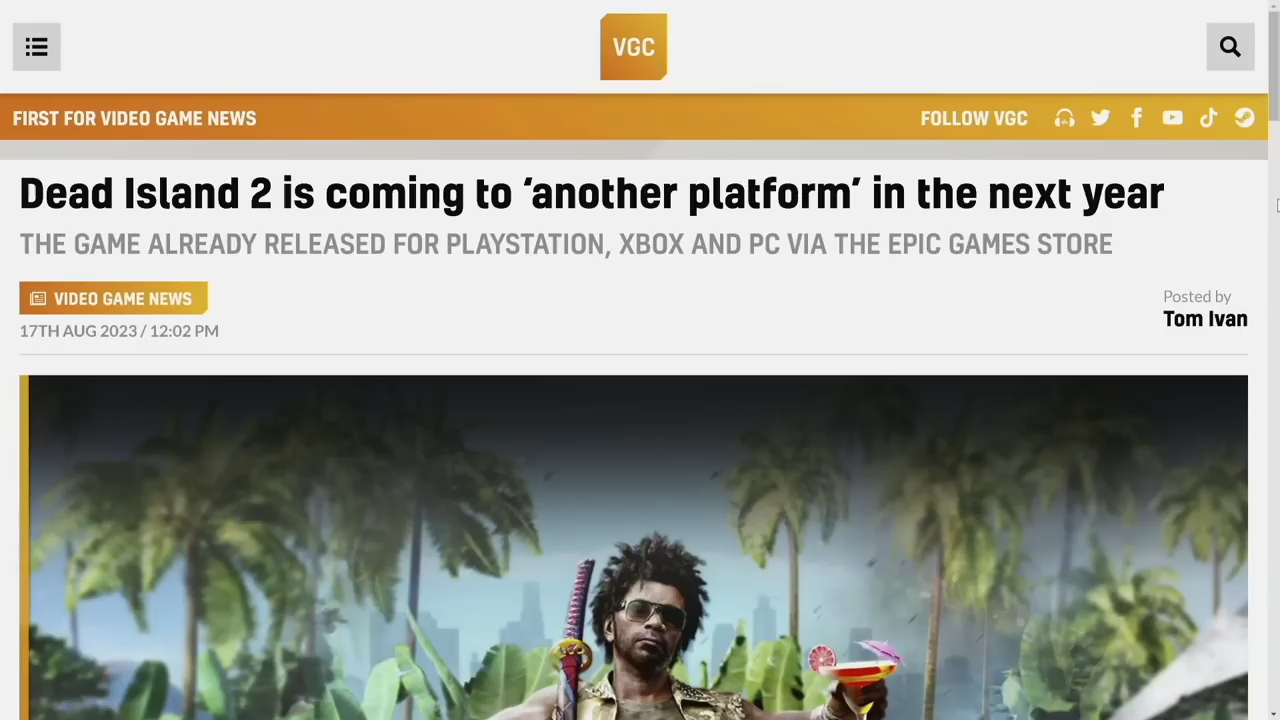 VGC
FIRST FOR VIDEO GAME NEWS
FOLLOW VGC
Dead Island 2 is coming to ‘another platform’ in the next year
THE GAME ALREADY RELEASED FOR PLAYSTATION, XBOX AND PC VIA THE EPIC GAMES STORE
VIDEO GAME NEWS
17TH AUG 2023 / 12:02 PM
Posted by
Tom Ivan